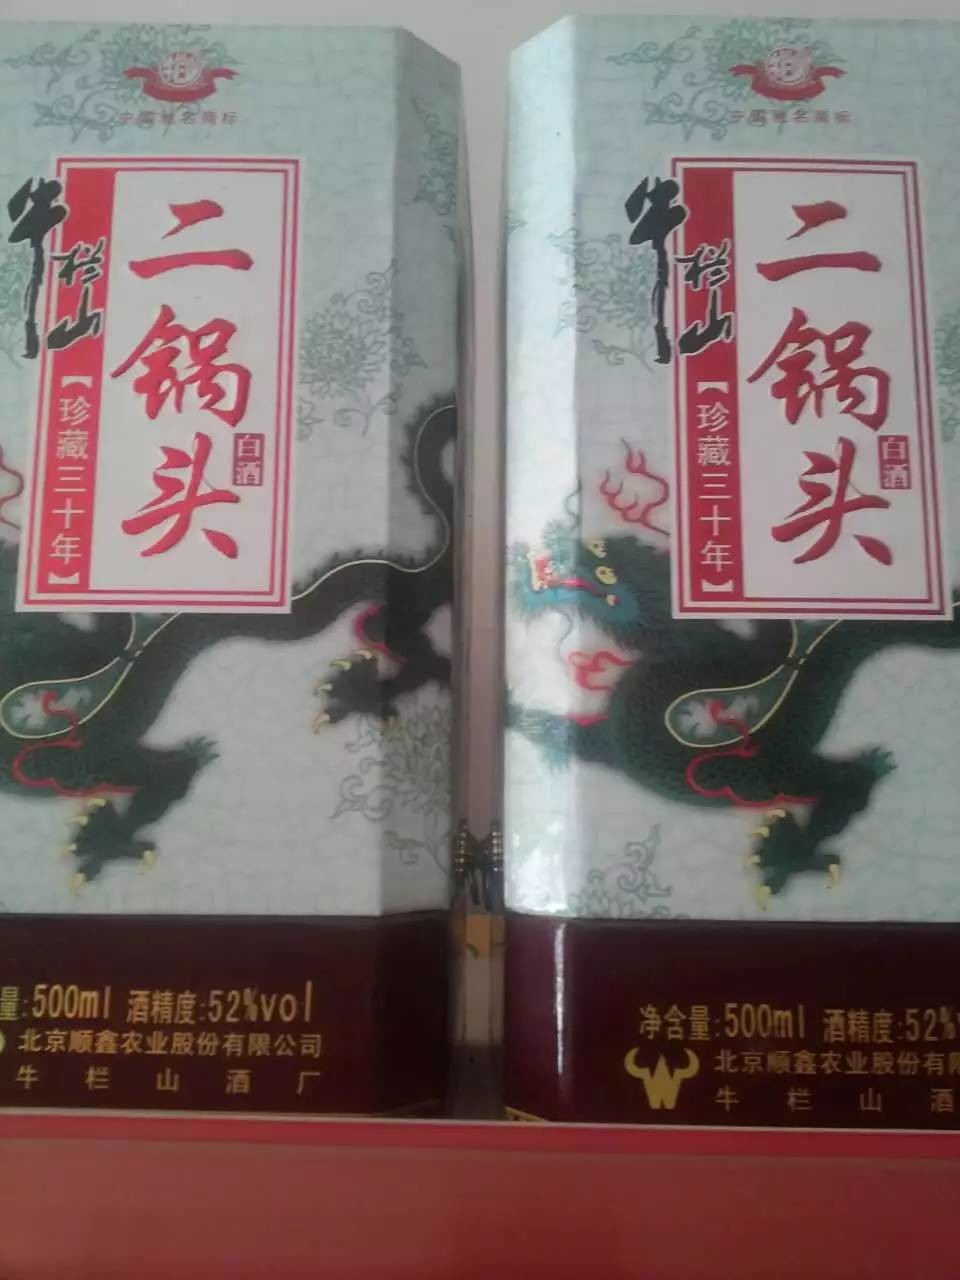 中国驰名商标
牛栏山
二锅头
白酒
【珍藏三十年】
量:500ml 酒精度:52%vol
北京顺鑫农业股份有限公司
牛栏山酒厂
中国驰名商标
牛栏山
二锅头
白酒
【珍藏三十年】
净含量:500ml 酒精度:52%
北京顺鑫农业股份有限
牛栏山酒